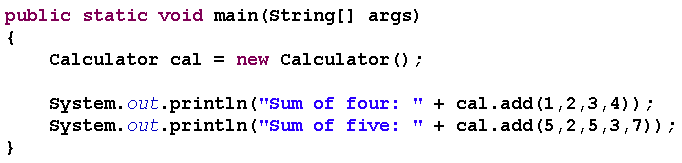 public static void main(String[] args)
{
    Calculator cal = new Calculator();
    System.out.println("Sum of four: " + cal.add(1,2,3,4));
    System.out.println("Sum of five: " + cal.add(5,2,5,3,7));
}